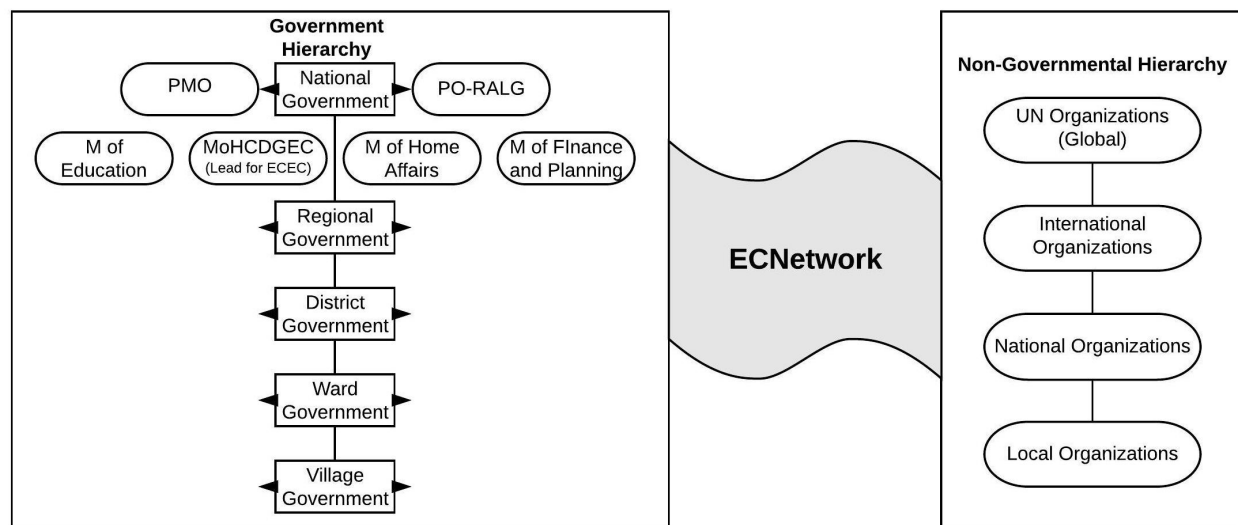 Government
Hierarchy
PMO
National
Government
PO-RALG
M of
Education
MoHCDGEC
(Lead for ECEC)
M of Home
Affairs
M of FInance
and Planning
Regional
Government
District
Government
Ward
Government
Village
Government
ECNetwork
Non-Governmental Hierarchy
UN Organizations
(Global)
International
Organizations
National Organizations
Local Organizations